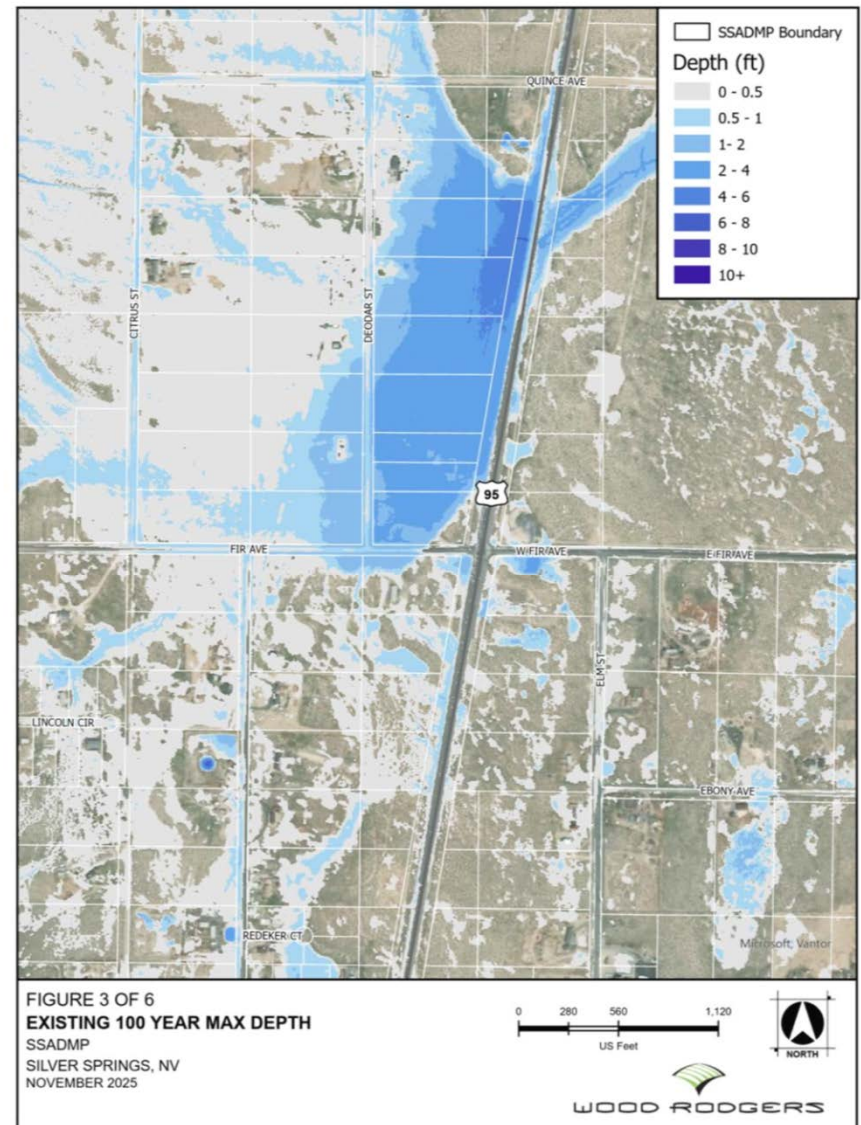 SSADMP Boundary
Depth (ft)
0 - 0.5
0.5 - 1
1- 2
2 - 4
4 - 6
6 - 8
8 - 10
10+
QUINCE AVE
CITRUS ST
DEODAR ST
95
FIR AVE
W FIR AVE
E FIR AVE
ELM ST
LINCOLN CIR
EBONY AVE
REDEKER CT
Microsoft, Vantor
FIGURE 3 OF 6
EXISTING 100 YEAR MAX DEPTH
SSADMP
SILVER SPRINGS, NV
NOVEMBER 2025
0 280 560 1,120
US Feet
NORTH
WOOD RODGERS